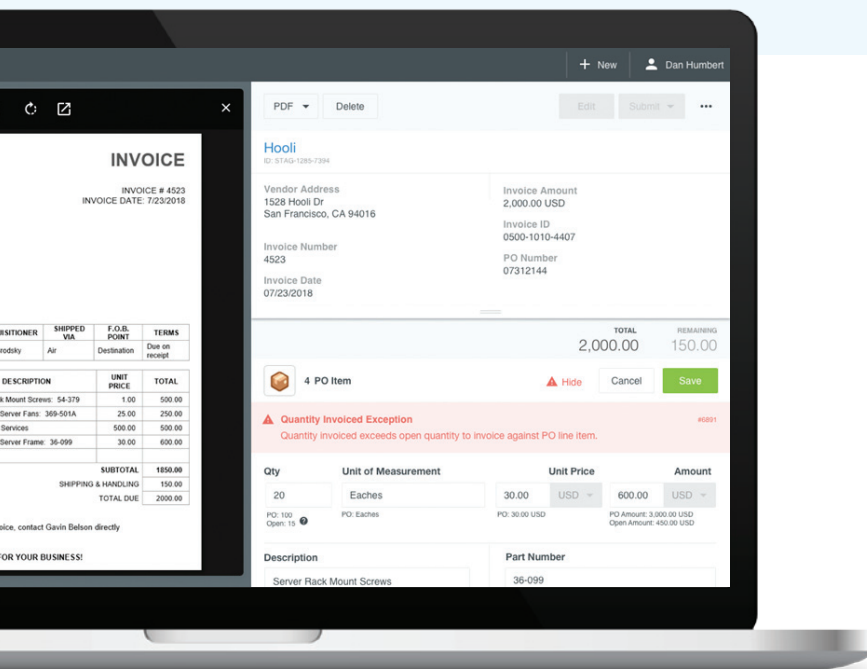 New
Dan Humbert
INVOICE
INVOICE # 4523
INVOICE DATE: 7/23/2018
SHIPPED VIA
F.O.B. POINT
TERMS
Air
Destination
Due on receipt
DESCRIPTION
UNIT PRICE
TOTAL
Mount Screws: 54-379
1.00
500.00
Server Fans: 369-501A
25.00
250.00
Services
500.00
500.00
Server Frame: 36-099
30.00
600.00
SUBTOTAL
1850.00
SHIPPING & HANDLING
150.00
TOTAL DUE
2000.00
contact Gavin Belson directly
FOR YOUR BUSINESS!
PDF
Delete
Edit
Submit
Hooli
ID: STAG-1285-7394
Vendor Address
1528 Hooli Dr
San Francisco, CA 94016
Invoice Number
4523
Invoice Date
07/23/2018
Invoice Amount
2,000.00 USD
Invoice ID
0500-1010-4407
PO Number
07312144
TOTAL
2,000.00
REMAINING
150.00
4 PO Item
Hide
Cancel
Save
Quantity Invoiced Exception
#6891
Quantity invoiced exceeds open quantity to invoice against PO line item.
Qty
Unit of Measurement
Unit Price
Amount
20
Eaches
30.00
USD
600.00
USD
PO: 100
Open: 15
PO: Eaches
PO: 30.00 USD
PO Amount: 3,000.00 USD
Open Amount: 450.00 USD
Description
Part Number
Server Rack Mount Screws
36-099